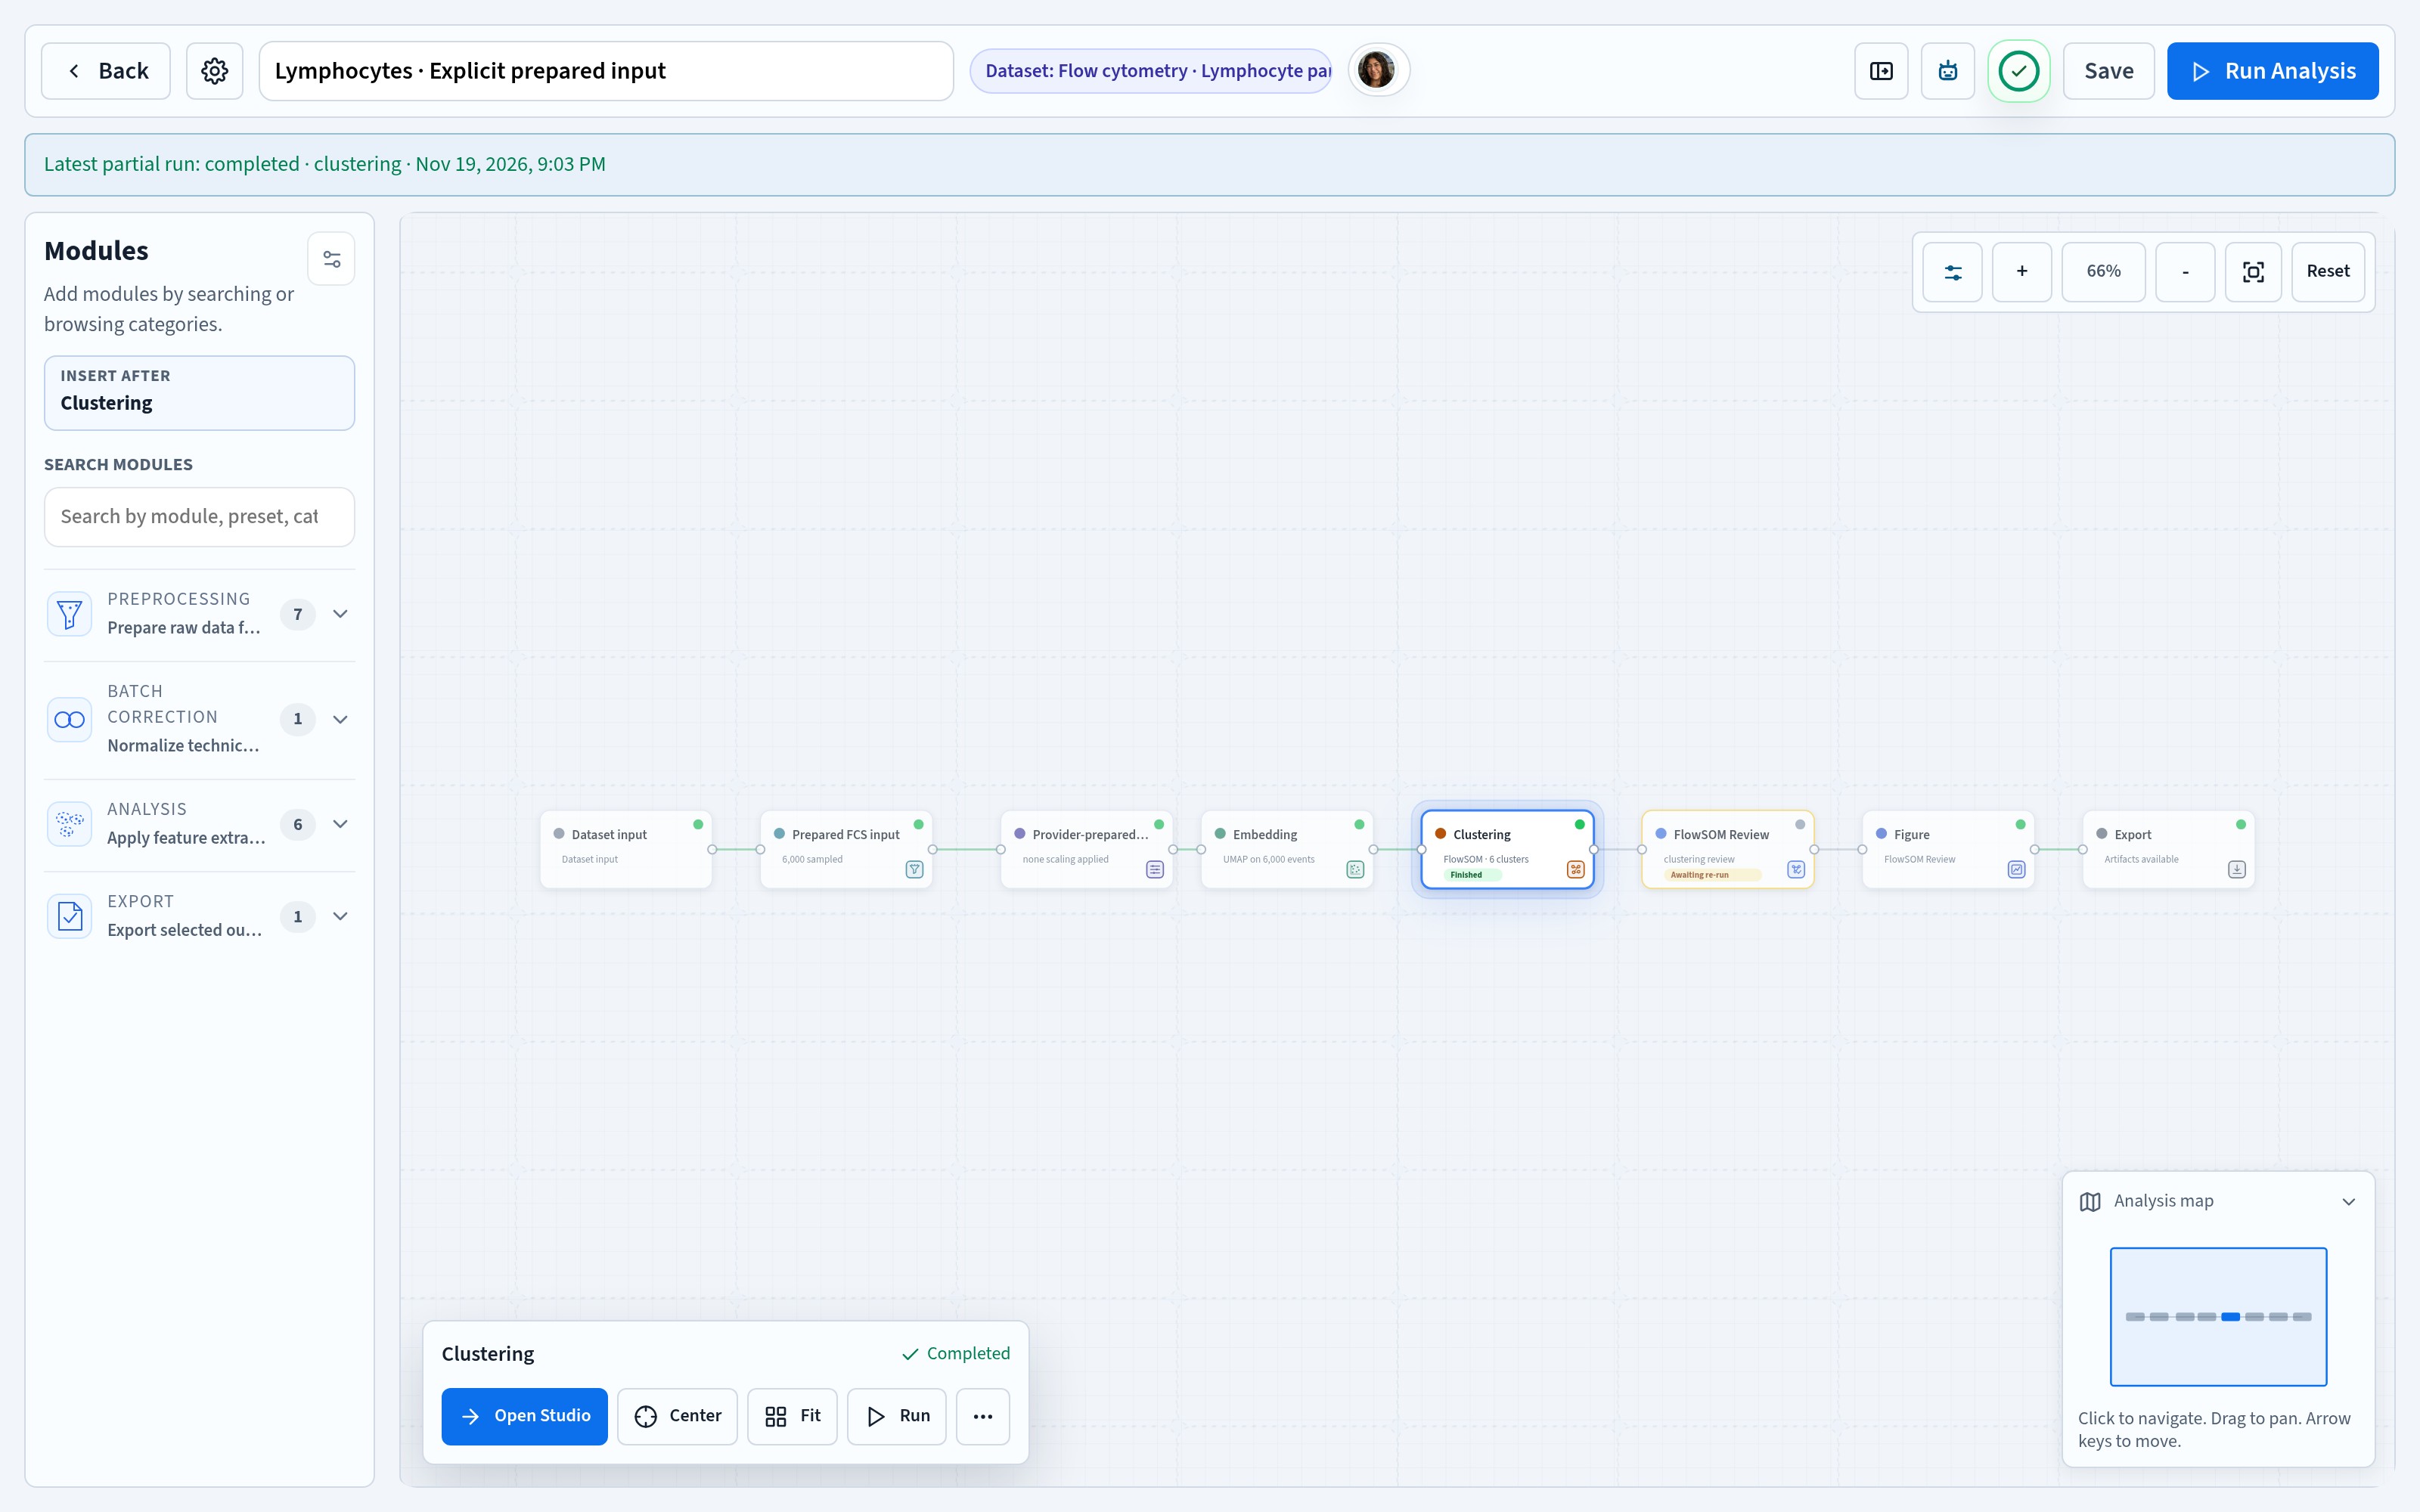 Back
Lymphocytes · Explicit prepared input
Dataset: Flow cytometry · Lymphocyte
Save
Run Analysis
Latest partial run: completed · clustering · Nov 19, 2026, 9:03 PM
Modules
Add modules by searching or
browsing categories.
INSERT AFTER
Clustering
SEARCH MODULES
Search by module, preset, cat
PREPROCESSING
Prepare raw data f…
7
BATCH
CORRECTION
Normalize technic…
1
ANALYSIS
Apply feature extra…
6
EXPORT
Export selected ou…
1
+
66%
-
Reset
Dataset input
Dataset input
Prepared FCS input
6,000 sampled
Provider-prepared…
none scaling applied
Embedding
UMAP on 6,000 events
Clustering
FlowSOM · 6 clusters
Finished
FlowSOM Review
clustering review
Awaiting re-run
Figure
FlowSOM Review
Export
Artifacts available
Clustering
Completed
Open Studio
Center
Fit
Run
Analysis map
Click to navigate. Drag to pan. Arrow
keys to move.